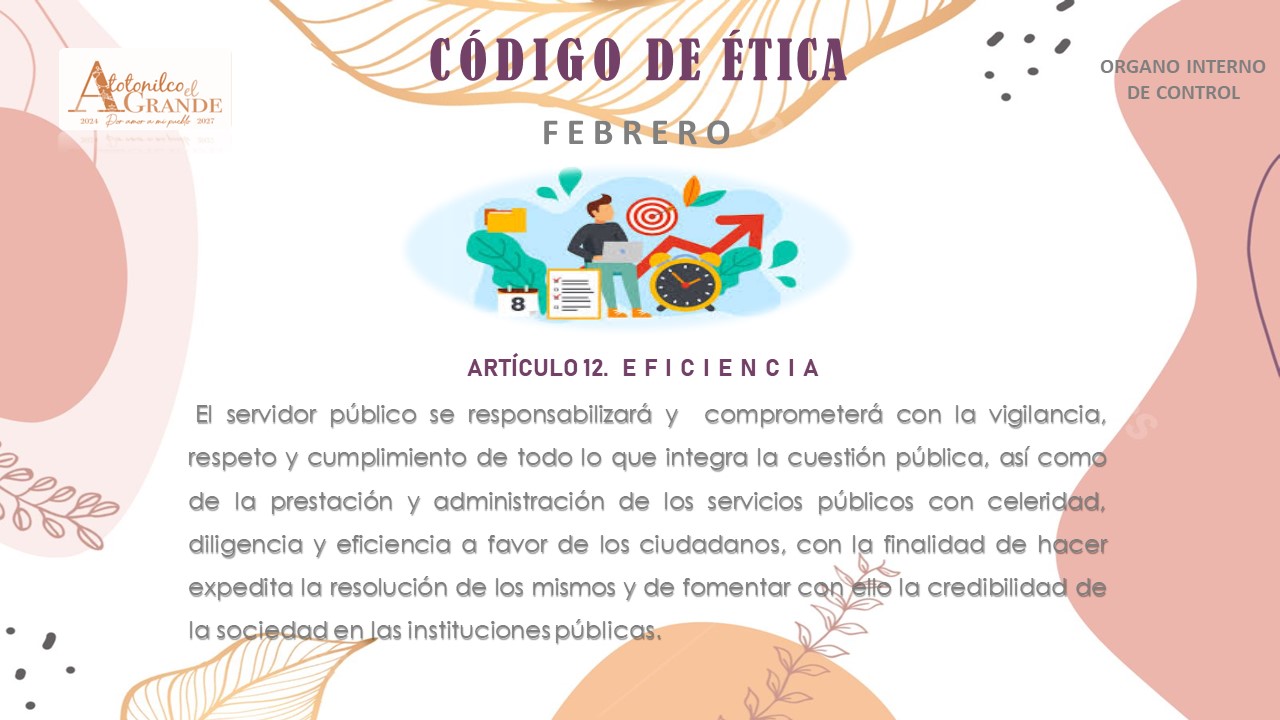 CÓDIGO DE ÉTICA
Atotonilco el
GRANDE
2024 Por amor a mi pueblo 2027
ORGANO INTERNO
DE CONTROL
FEBRERO
8
ARTÍCULO 12. EFICIENCIA
El servidor público se responsabilizará y comprometerá con la vigilancia,
respeto y cumplimiento de todo lo que integra la cuestión pública, así como
de la prestación y administración de los servicios públicos con celeridad,
diligencia y eficiencia a favor de los ciudadanos, con la finalidad de hacer
expedita la resolución de los mismos y de fomentar con ello la credibilidad de
la sociedad en las instituciones públicas.